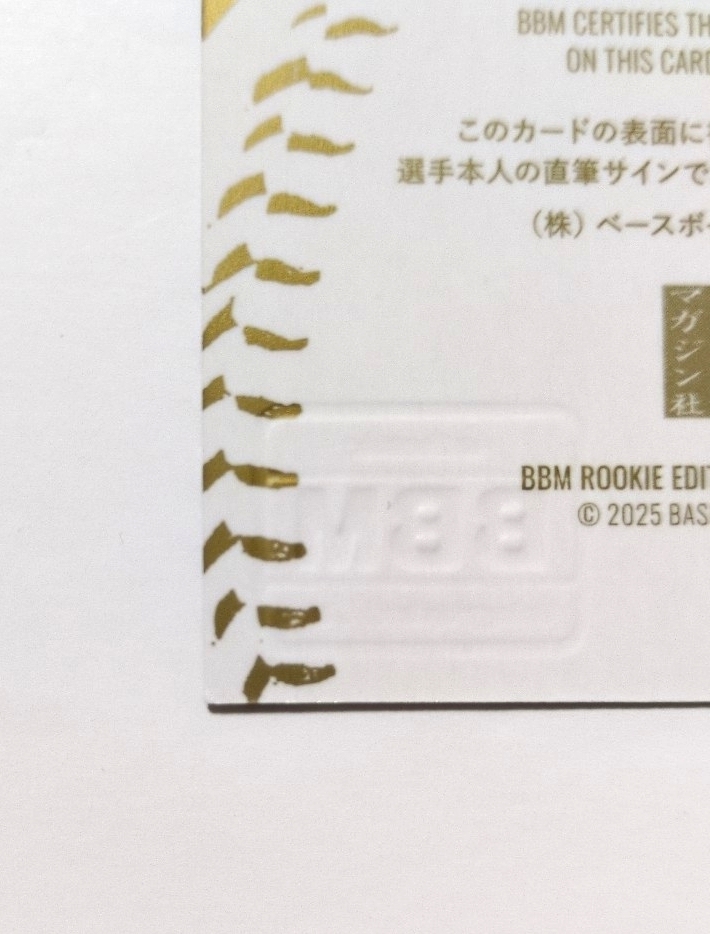 BBM CERTIFIES TH
ON THIS CARD
このカードの表面に
選手本人の直筆サインで
（株）ベースボー
マガジン社
BBM ROOKIE EDIT
© 2025 BAS
BBM